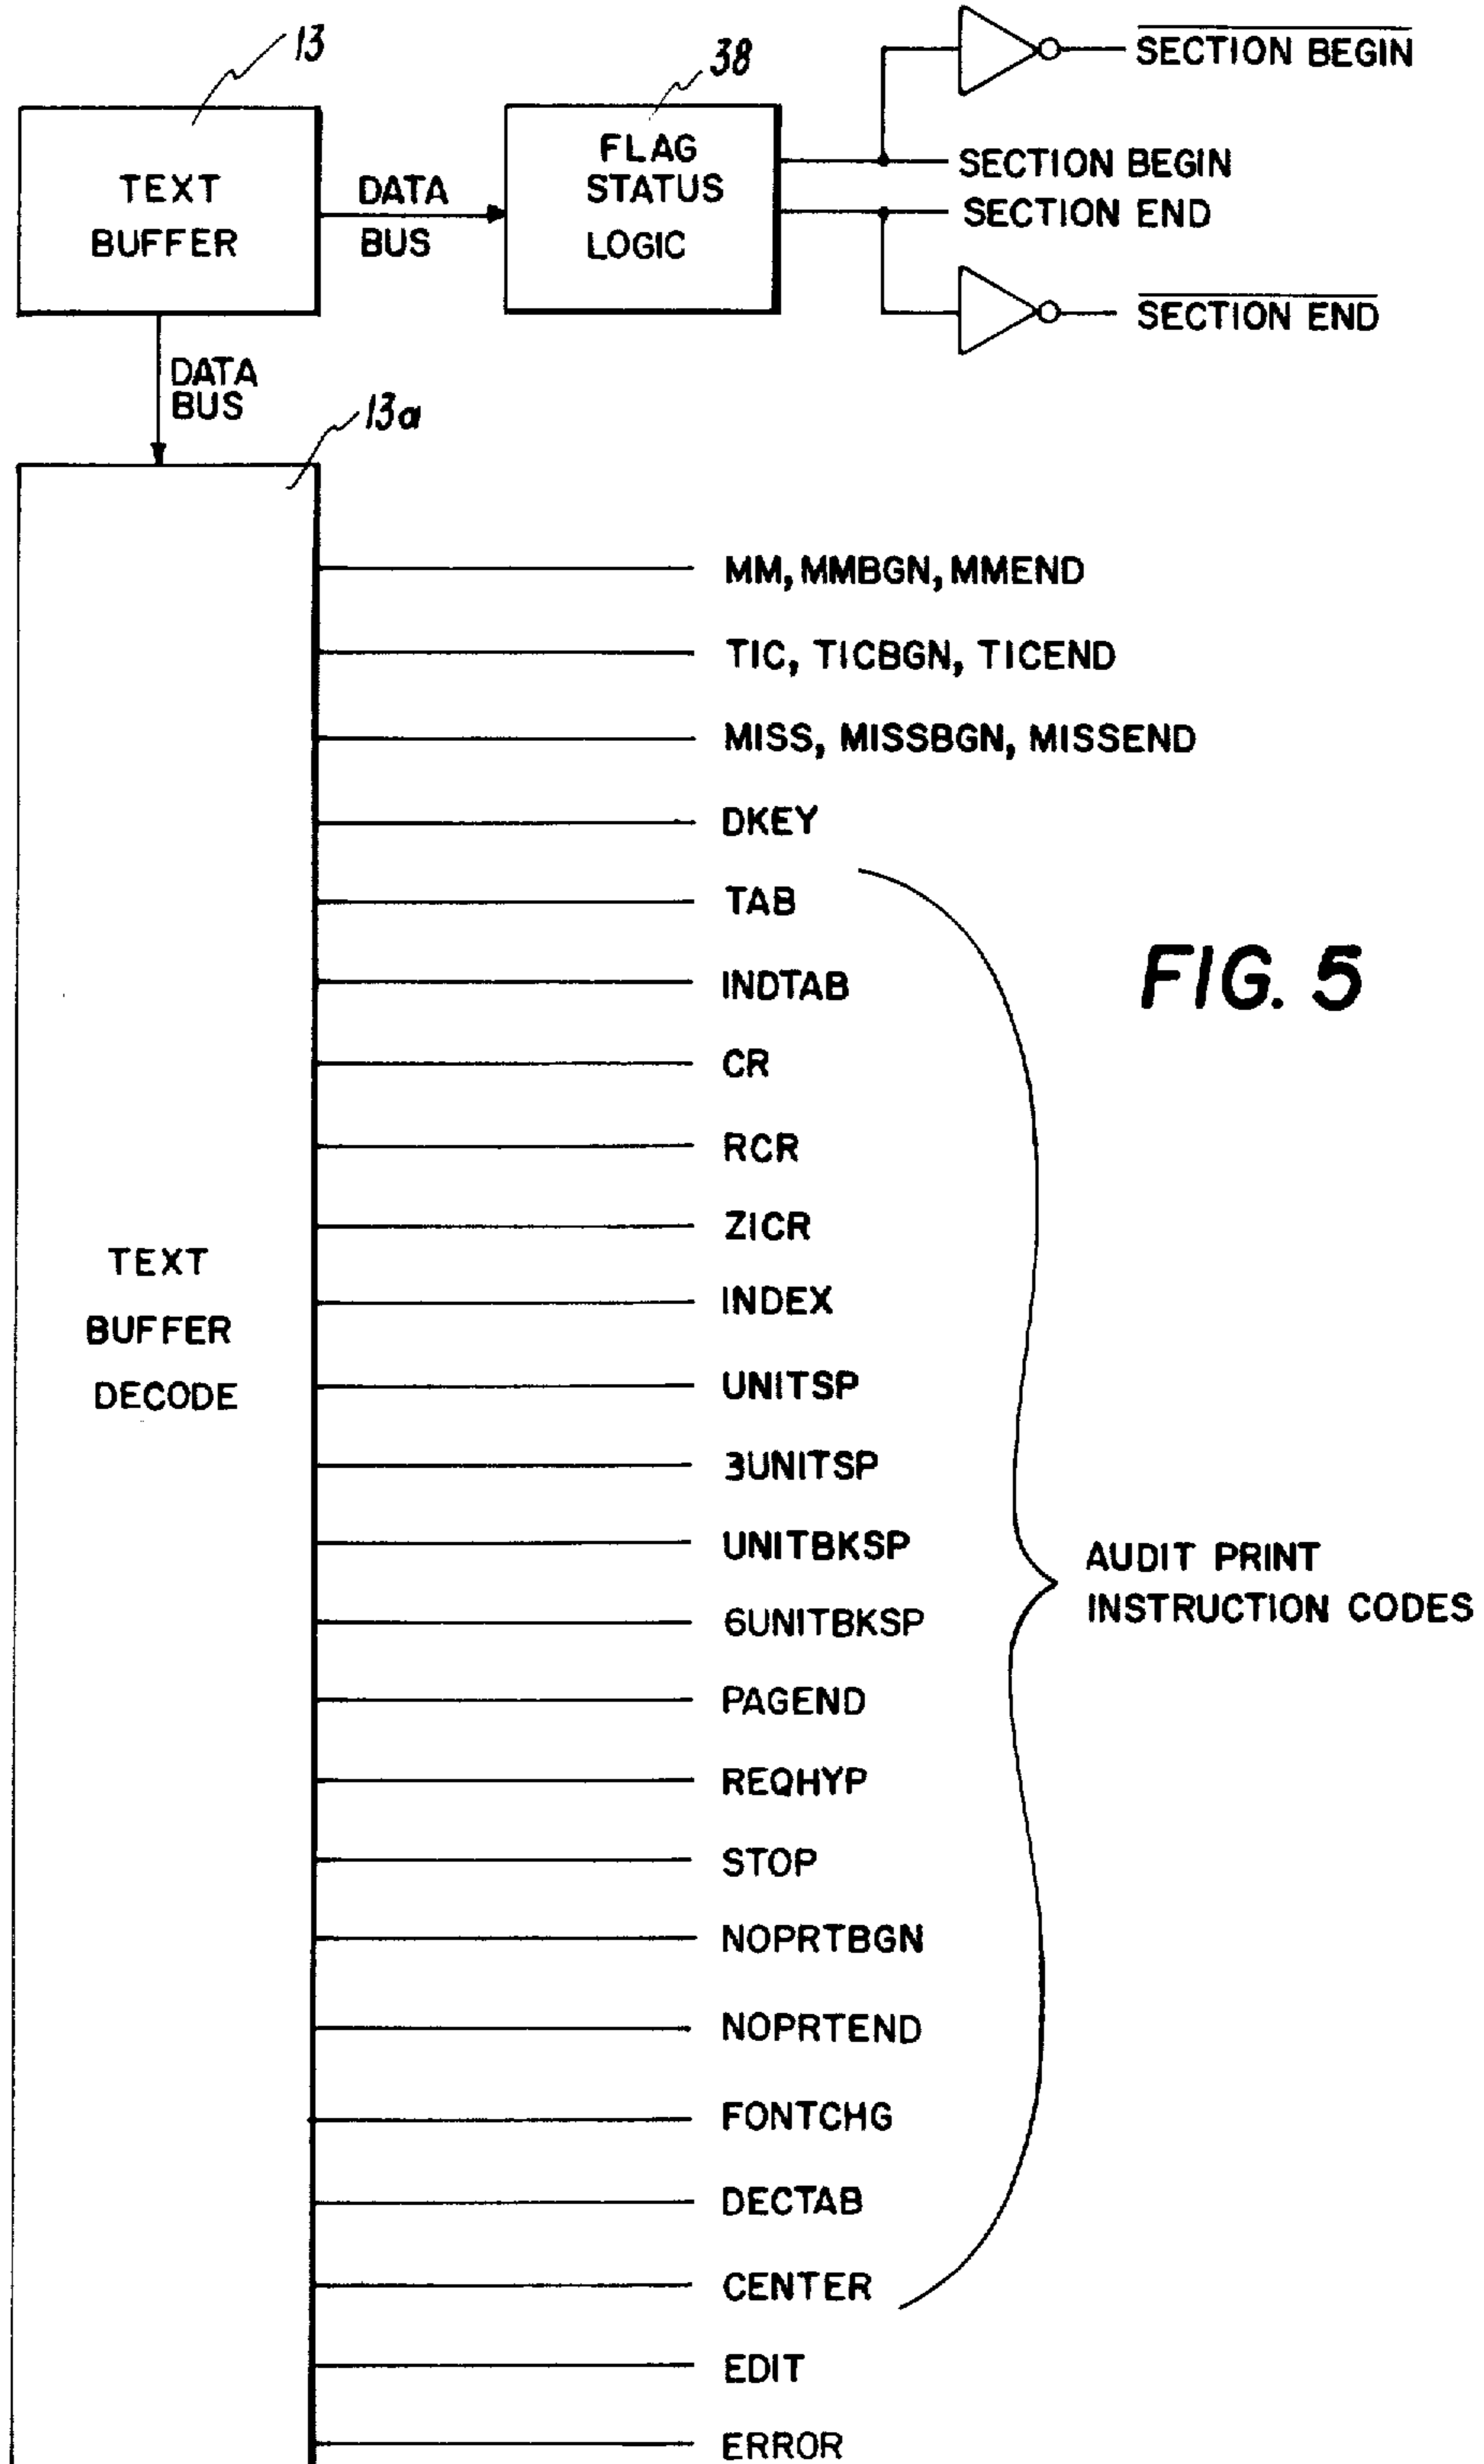 13
38
SECTION BEGIN
TEXT
BUFFER
DATA
BUS
FLAG
STATUS
LOGIC
SECTION BEGIN
SECTION END
SECTION END
DATA
BUS
13a
MM, MMBGN, MMEND
TIC, TICBGN, TICEND
MISS, MISSBGN, MISSEND
DKEY
TAB
INDTAB
CR
RCR
ZICR
INDEX
UNITSP
3UNITSP
UNITBKSP
6UNITBKSP
PAGEND
REQHYP
STOP
NOPRTBGN
NOPRTEND
FONTCHG
DECTAB
CENTER
EDIT
ERROR
TEXT
BUFFER
DECODE
FIG. 5
AUDIT PRINT
INSTRUCTION CODES